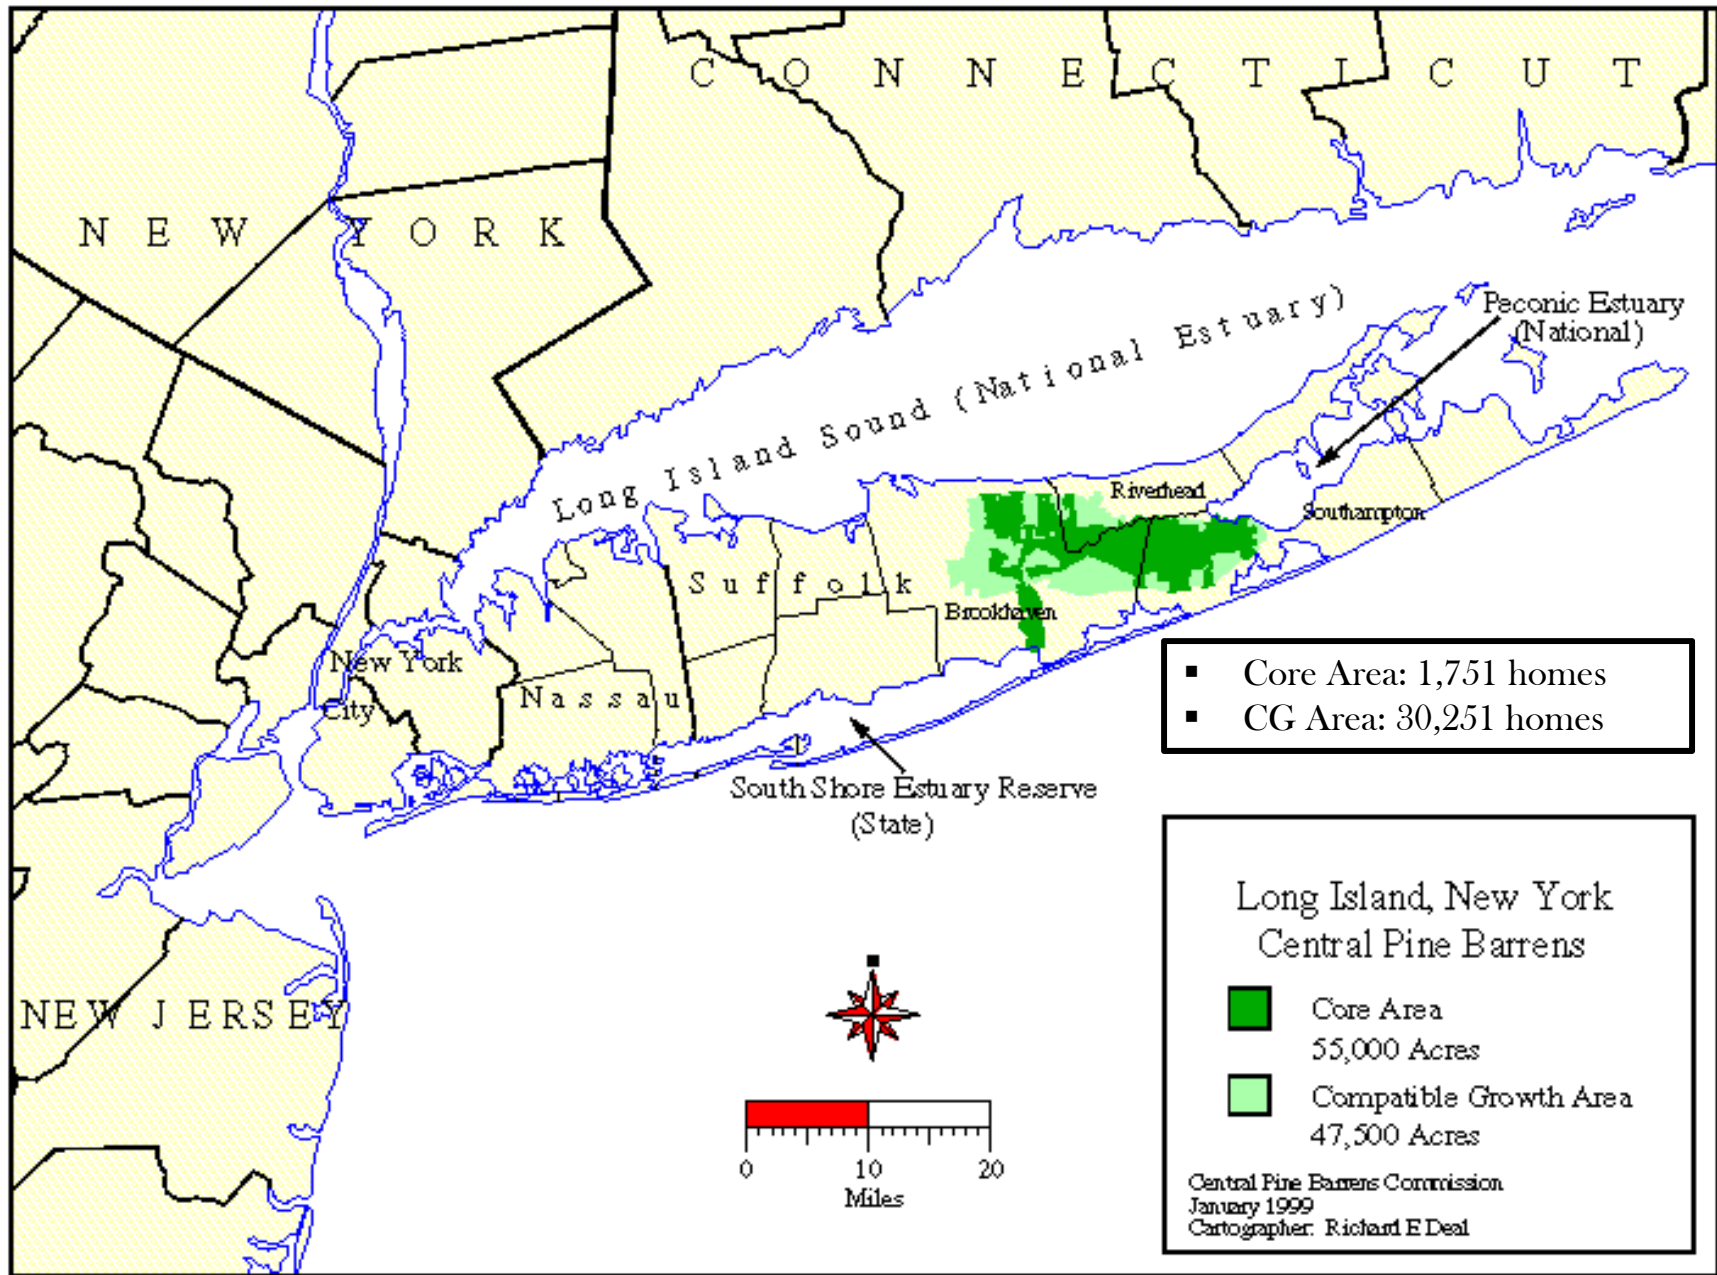 C O N N E C T I C U T
N E W Y O R K
Peconic Estuary
(National)
Long Island Sound (National Estuary)
Riverhead
Southampton
Suffolk
Brookhaven
New York
City
Nassau
▪ Core Area: 1,751 homes
▪ CG Area: 30,251 homes
South Shore Estuary Reserve
(State)
NEW JERSEY
Long Island, New York
Central Pine Barrens
Core Area
55,000 Acres
Compatible Growth Area
47,500 Acres
0 10 20
Miles
Central Pine Barrens Commission
January 1999
Cartographer: Richard E Deal